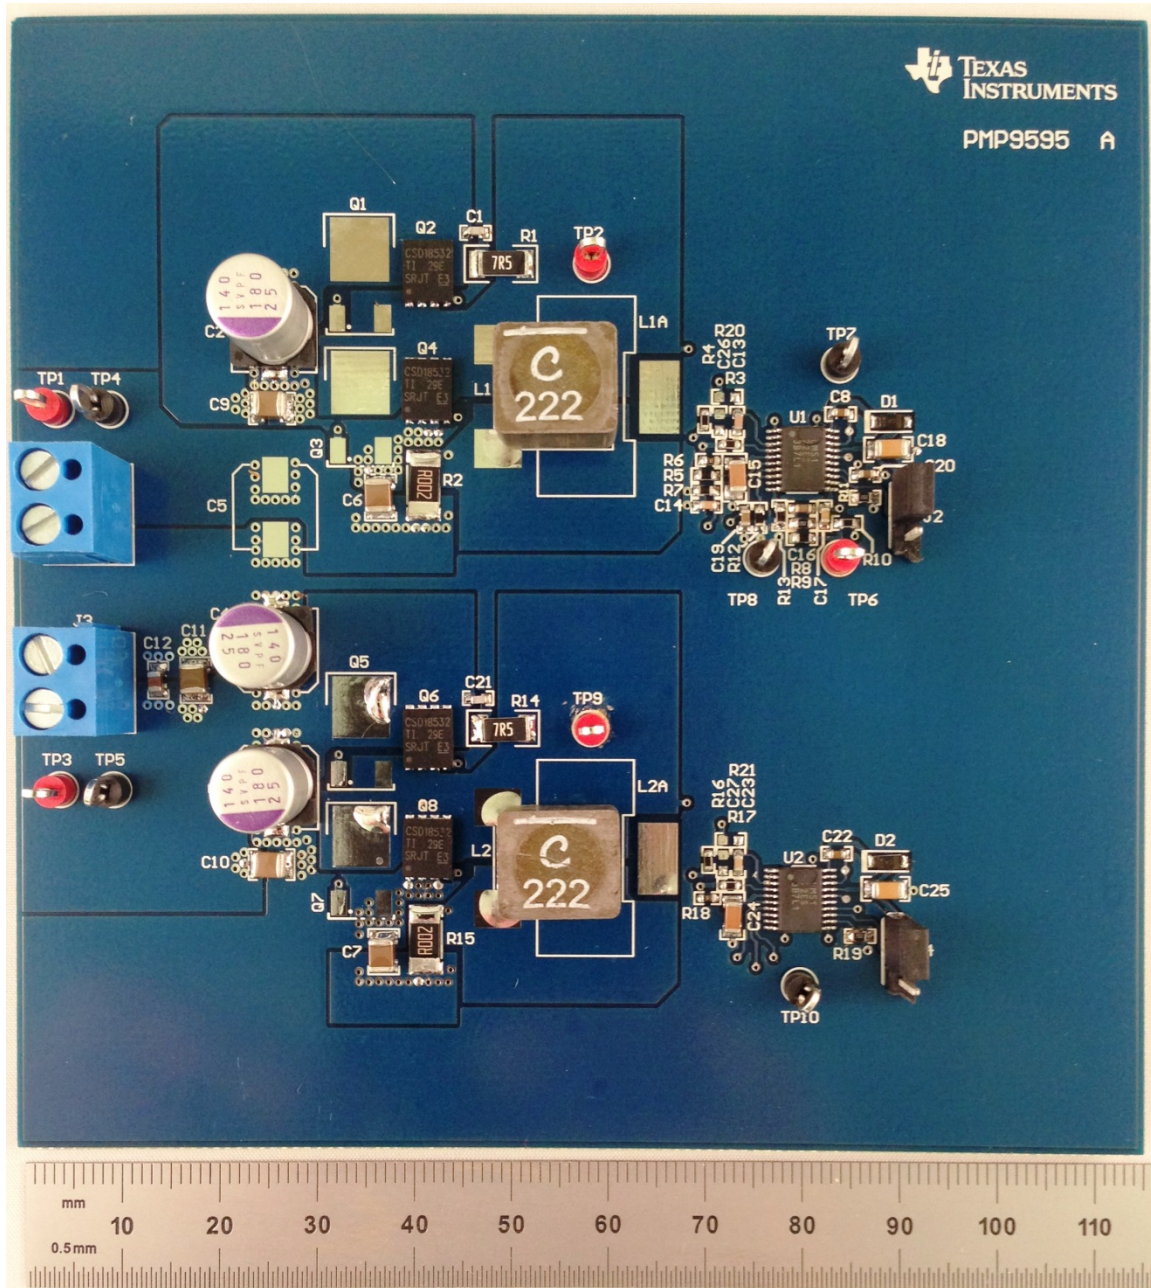 TEXAS
INSTRUMENTS
PMP9595 A
Q1
Q2
C1
R1
TP2
CSD18532
TI 29E
SRJT E3
7R5
140
SVPF
180
25
L1A
Q4
CSD18532
TI 29E
SRJT E3
L1
C
222
TP1
TP4
C9
Q3
R2
R002
C5
C6
R20
R4
C26
C13
R3
TP7
C8
D1
U1
C18
C20
R6
R5
R7
C14
C15
J2
C19
R12
C16
R8
R9
R10
R13
C17
TP8
TP6
J3
C12
C11
140
SVPF
180
25
Q5
Q6
C21
R14
TP9
CSD18532
TI 29E
SRJT E3
7R5
TP3
TP5
140
SVPF
180
25
L2A
Q8
CSD18532
TI 29E
SRJT E3
L2
C
222
C10
Q7
C7
R15
R002
R21
R16
C27
C23
R17
C22
D2
U2
C25
R18
C24
R19
TP10
mm
10 20 30 40 50 60 70 80 90 100 110
0.5mm